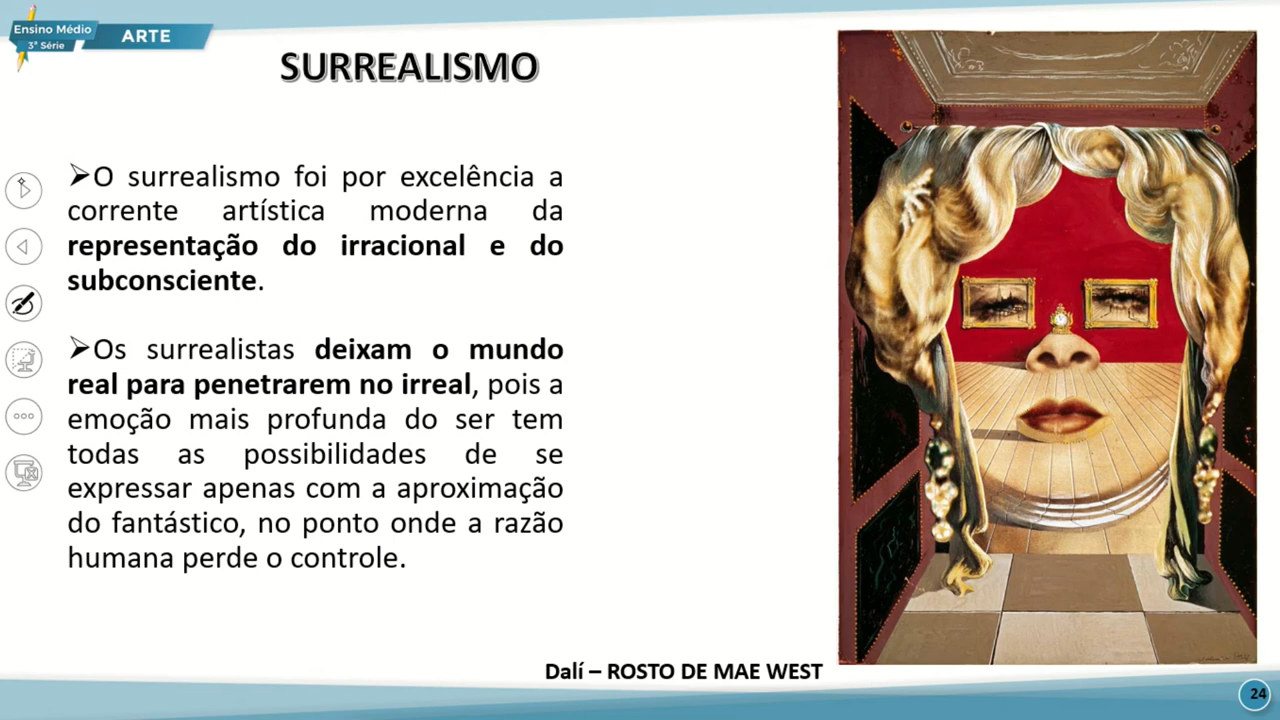 Ensino Médio
3ª Série
ARTE
SURREALISMO
➢O surrealismo foi por excelência a
corrente artística moderna da
representação do irracional e do
subconsciente.
➢Os surrealistas deixam o mundo
real para penetrarem no irreal, pois a
emoção mais profunda do ser tem
todas as possibilidades de se
expressar apenas com a aproximação
do fantástico, no ponto onde a razão
humana perde o controle.
Dalí – ROSTO DE MAE WEST
24